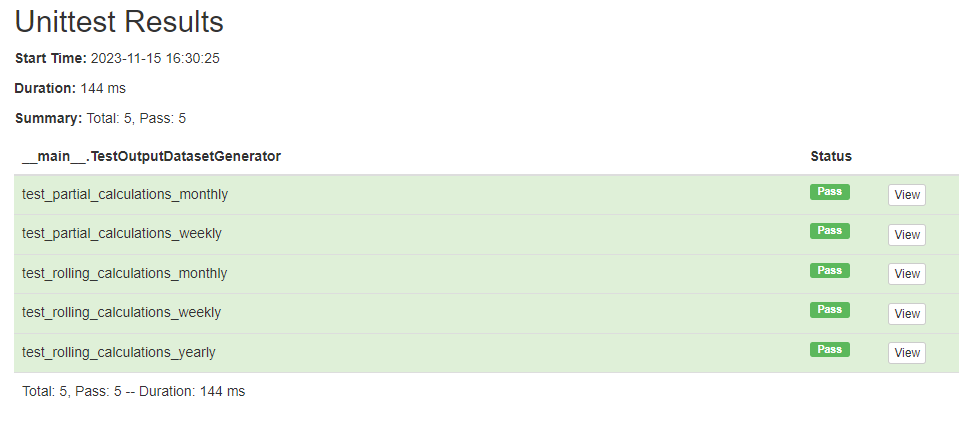 Unittest Results
Start Time: 2023-11-15 16:30:25
Duration: 144 ms
Summary: Total: 5, Pass: 5
__main__.TestOutputDatasetGenerator Status
test_partial_calculations_monthly Pass View
test_partial_calculations_weekly Pass View
test_rolling_calculations_monthly Pass View
test_rolling_calculations_weekly Pass View
test_rolling_calculations_yearly Pass View
Total: 5, Pass: 5 -- Duration: 144 ms